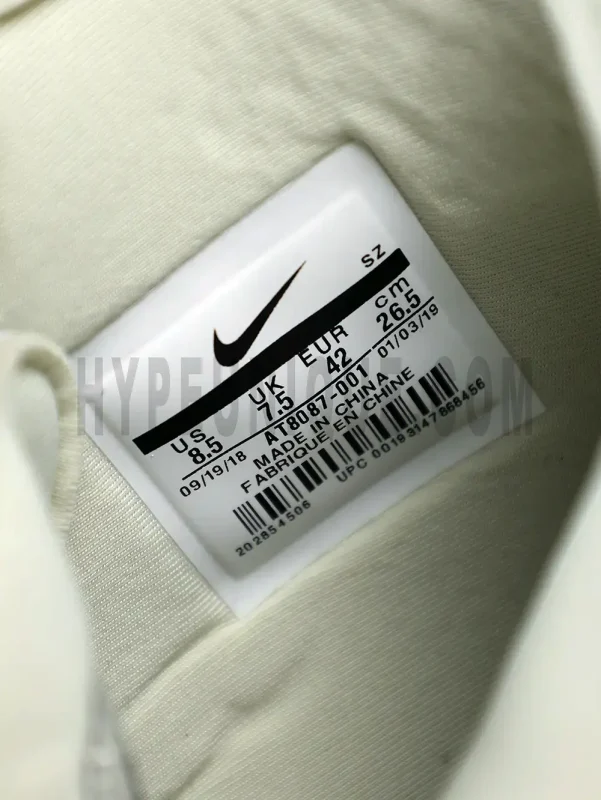 SZ
US UK EUR cm
8.5 7.5 42 26.5
09/19/18 AT8087-001 01/03/19
MADE IN CHINA
FABRIQUE EN CHINE
202854506 UPC 00193147868456